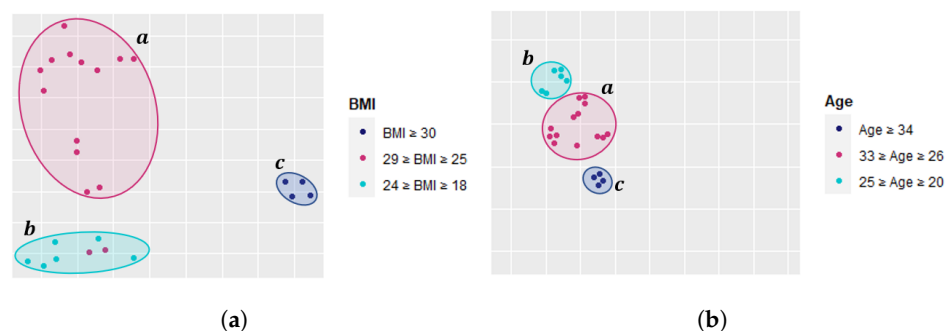 a
b
c
BMI
BMI ≥ 30
29 ≥ BMI ≥ 25
24 ≥ BMI ≥ 18
(a)
b
a
c
Age
Age ≥ 34
33 ≥ Age ≥ 26
25 ≥ Age ≥ 20
(b)